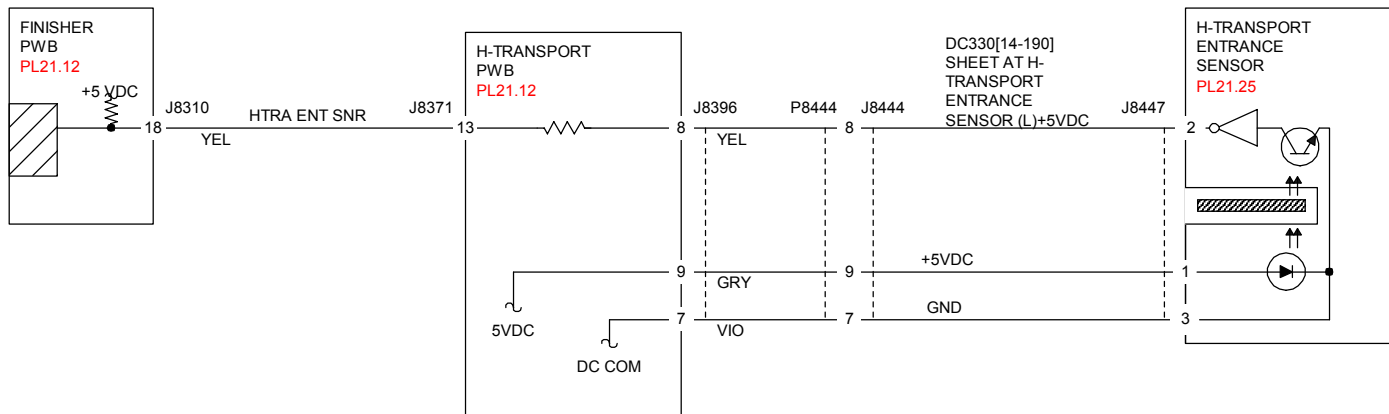 FINISHER
PWB
PL21.12
+5 VDC
18
J8310
YEL
HTRA ENT SNR
J8371
13
H-TRANSPORT
PWB
PL21.12
8
J8396
YEL
P8444
8
J8444
DC330[14-190]
SHEET AT H-
TRANSPORT
ENTRANCE
SENSOR (L)+5VDC
J8447
2
H-TRANSPORT
ENTRANCE
SENSOR
PL21.25
5VDC
9
GRY
9
+5VDC
1
DC COM
7
VIO
7
GND
3